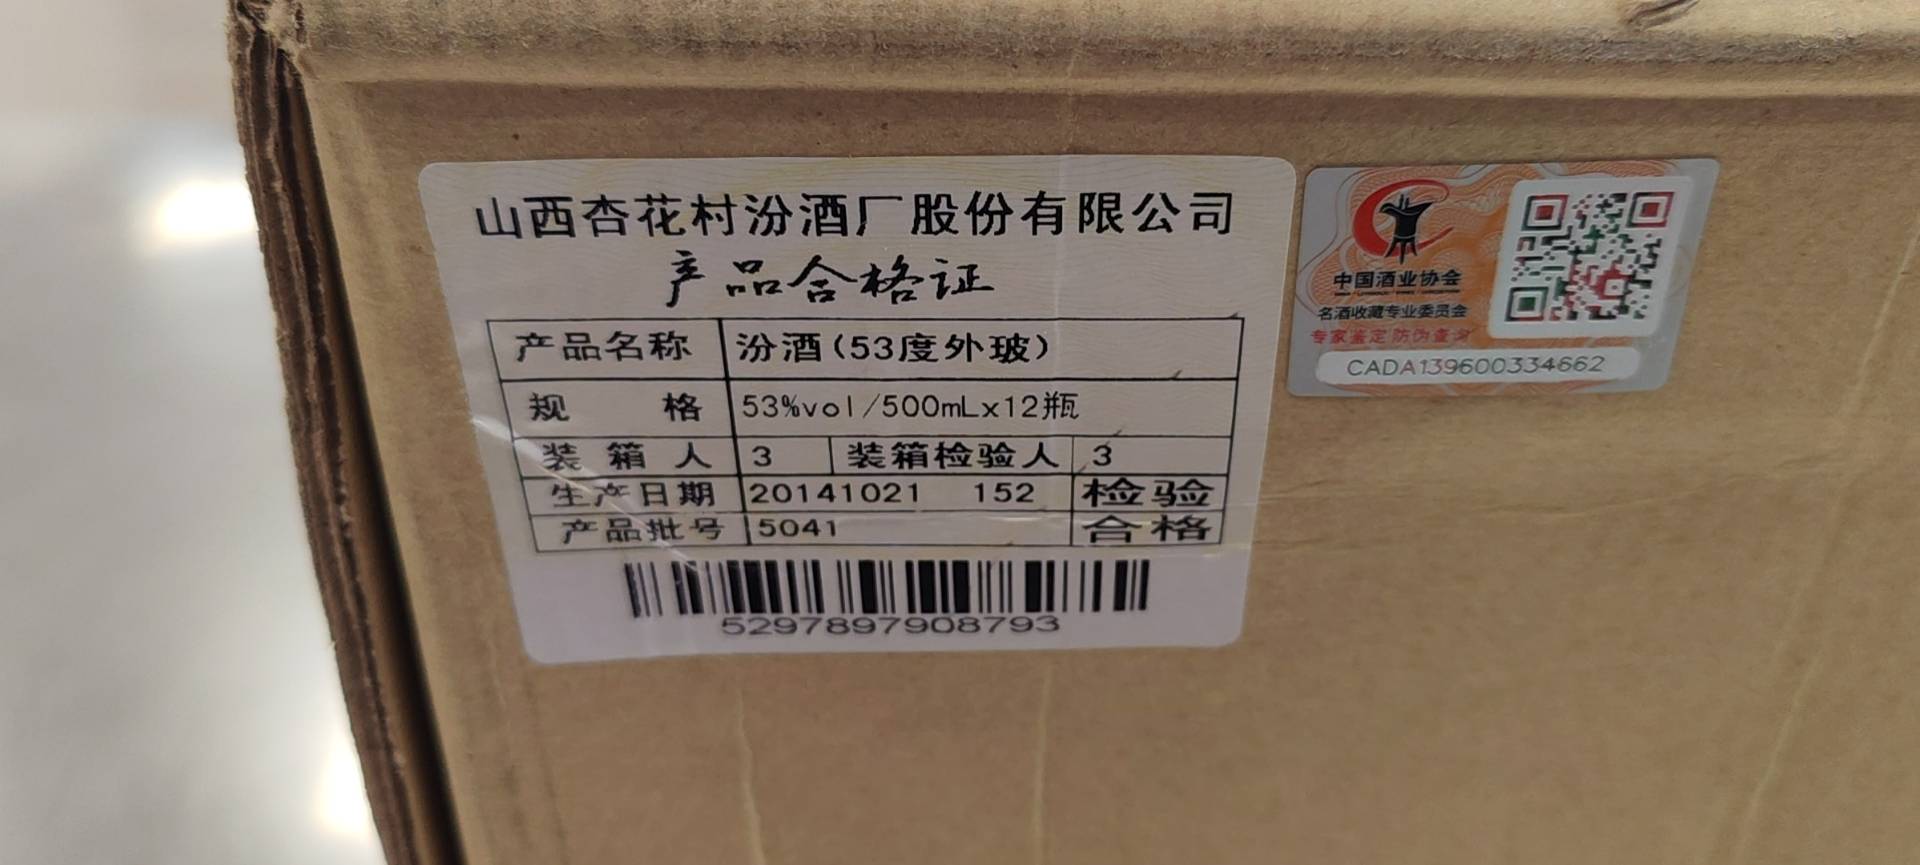 山西杏花村汾酒厂股份有限公司
产品合格证
产品名称 汾酒(53度外玻)
规 格 53%vol/500mLx12瓶
装箱人 3 装箱检验人 3
生产日期 20141021 152 检验
产品批号 5041 合格
5297897908793
中国酒业协会
名酒收藏专业委员会
专家鉴定防伪查询
CADA139600334662